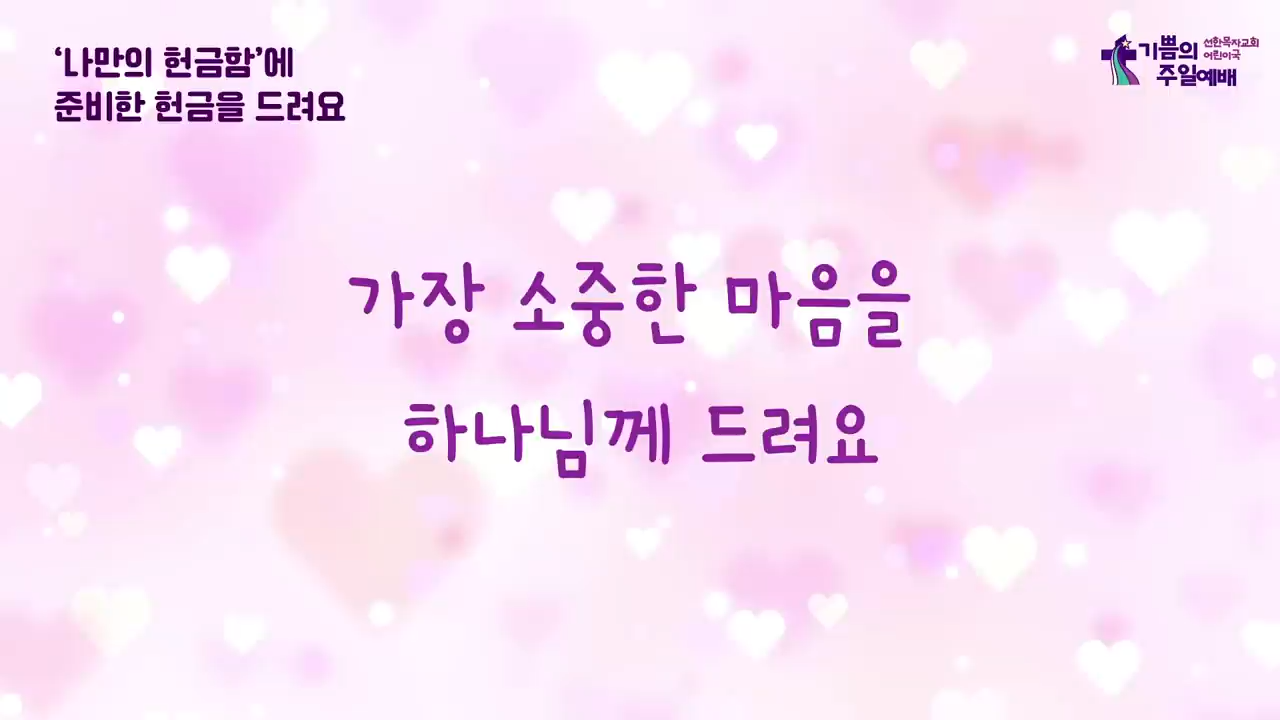 ‘나만의 헌금함’에
준비한 헌금을 드려요
기쁨의 선한목자교회
어린이국
주일예배
가장 소중한 마음을
하나님께 드려요